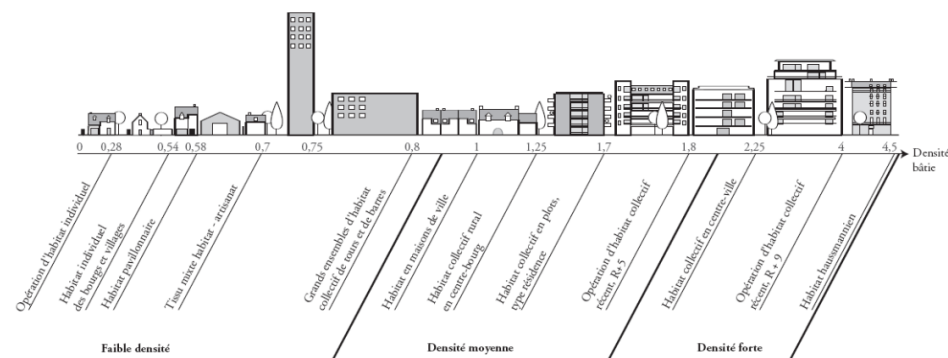 0 0,28 0,54 0,58 0,7 0,75 0,8 1 1,25 1,7 1,8 2,25 4 4,5 Densité
bâtie
Opération d'habitat individuel
Habitat individuel
des bourgs et villages
Habitat pavillonnaire
Tissu mixte habitat - artisanat
Grands ensembles d'habitat
collectif de tours et de barres
Habitat en maisons de ville
Habitat collectif rural
en centre-bourg
Habitat collectif en plots,
type résidence
Opération d'habitat collectif
récent, R+5
Habitat collectif en centre-ville
Opération d'habitat collectif
récent, R + 9
Habitat haussmannien
Faible densité Densité moyenne Densité forte